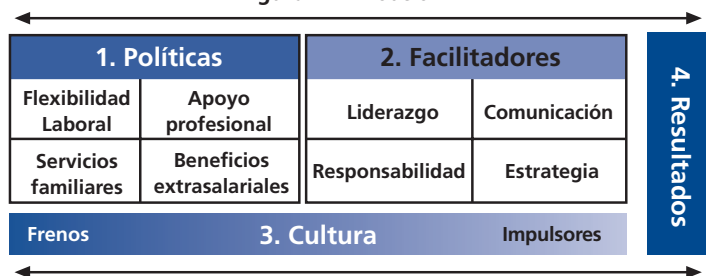 1. Políticas
2. Facilitadores
Flexibilidad
Laboral
Apoyo
profesional
Liderazgo
Comunicación
Servicios
familiares
Beneficios
extrasalariales
Responsabilidad
Estrategia
Frenos
3. Cultura
Impulsores
4. Resultados